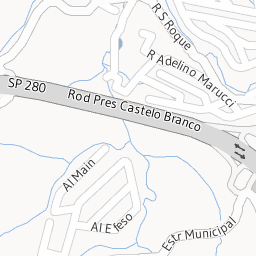 R S Roque
R Adelino Marucci
SP 280
Rod Pres Castelo Branco
Al Main
Al Efeso
Estr Municipal